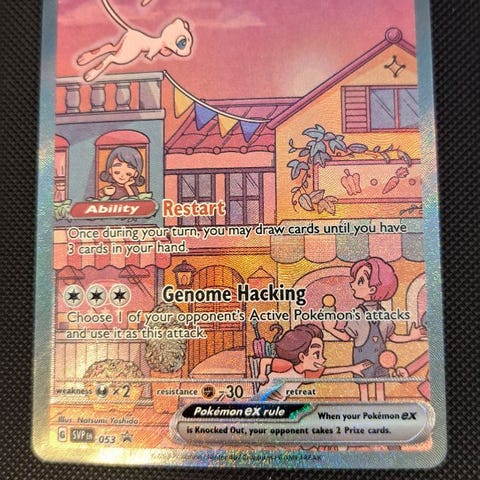 Ability Restart
Once during your turn, you may draw cards until you have
3 cards in your hand.
Genome Hacking
Choose 1 of your opponent's Active Pokémon's attacks
and use it as this attack.
weakness ×2 resistance -30 retreat
Pokémon ex rule When your Pokémon ex
is Knocked Out, your opponent takes 2 Prize cards.
Illus. Natsumi Yoshida
G SVP EN 053